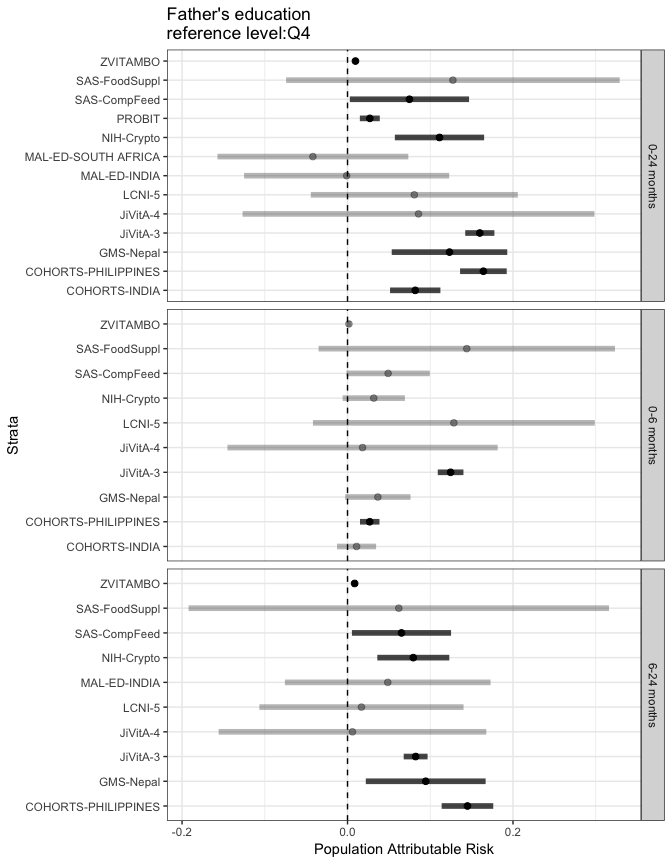 Father's education
reference level:Q4
ZVITAMBO
SAS-FoodSuppl
SAS-CompFeed
PROBIT
NIH-Crypto
MAL-ED-SOUTH AFRICA
MAL-ED-INDIA
LCNI-5
JiVitA-4
JiVitA-3
GMS-Nepal
COHORTS-PHILIPPINES
COHORTS-INDIA
0-24 months
ZVITAMBO
SAS-FoodSuppl
SAS-CompFeed
NIH-Crypto
LCNI-5
JiVitA-4
JiVitA-3
GMS-Nepal
COHORTS-PHILIPPINES
COHORTS-INDIA
0-6 months
ZVITAMBO
SAS-FoodSuppl
SAS-CompFeed
NIH-Crypto
MAL-ED-INDIA
LCNI-5
JiVitA-4
JiVitA-3
GMS-Nepal
COHORTS-PHILIPPINES
6-24 months
Strata
-0.2 0.0 0.2
Population Attributable Risk